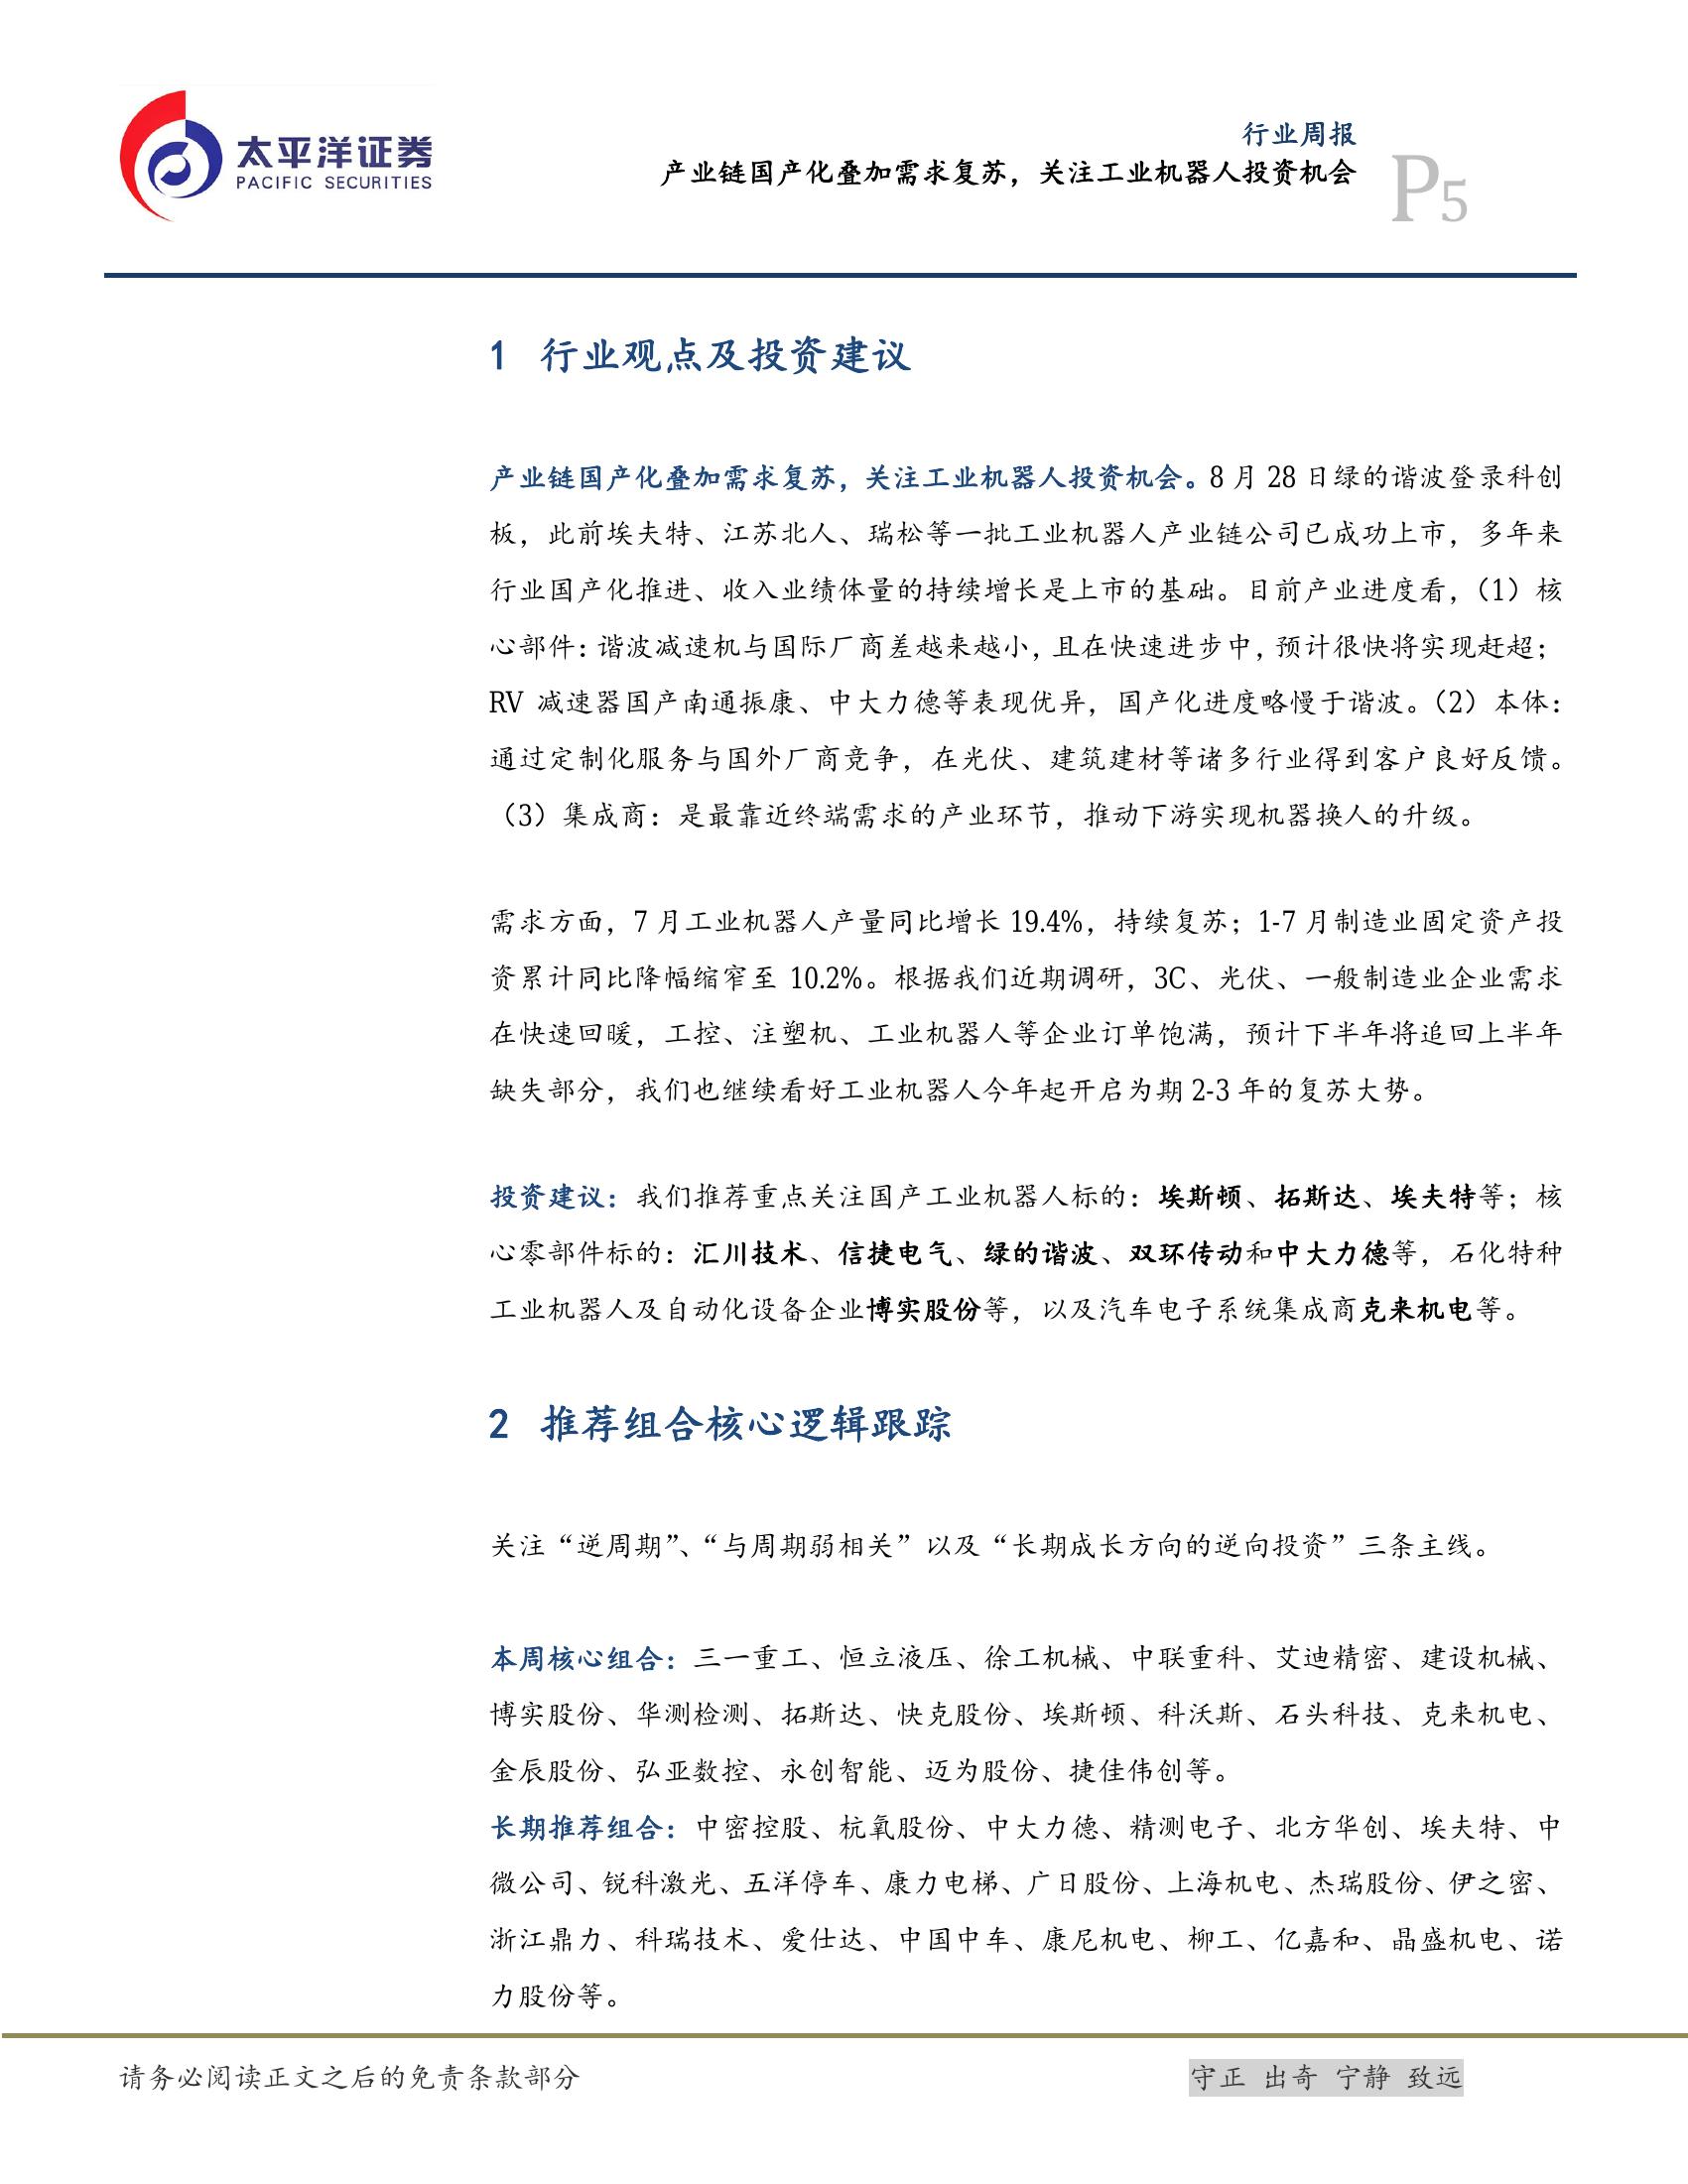 太平洋证券
PACIFIC SECURITIES
行业周报
产业链国产化叠加需求复苏，关注工业机器人投资机会
P5
1 行业观点及投资建议
产业链国产化叠加需求复苏，关注工业机器人投资机会。8 月 28 日绿的谐波登录科创
板，此前埃夫特、江苏北人、瑞松等一批工业机器人产业链公司已成功上市，多年来
行业国产化推进、收入业绩体量的持续增长是上市的基础。目前产业进度看，（1）核
心部件：谐波减速机与国际厂商差越来越小，且在快速进步中，预计很快将实现赶超；
RV 减速器国产南通振康、中大力德等表现优异，国产化进度略慢于谐波。（2）本体：
通过定制化服务与国外厂商竞争，在光伏、建筑建材等诸多行业得到客户良好反馈。
（3）集成商：是最靠近终端需求的产业环节，推动下游实现机器换人的升级。
需求方面，7 月工业机器人产量同比增长 19.4%，持续复苏；1-7 月制造业固定资产投
资累计同比降幅缩窄至 10.2%。根据我们近期调研，3C、光伏、一般制造业企业需求
在快速回暖，工控、注塑机、工业机器人等企业订单饱满，预计下半年将追回上半年
缺失部分，我们也继续看好工业机器人今年起开启为期 2-3 年的复苏大势。
投资建议：我们推荐重点关注国产工业机器人标的：埃斯顿、拓斯达、埃夫特等；核
心零部件标的：汇川技术、信捷电气、绿的谐波、双环传动和中大力德等，石化特种
工业机器人及自动化设备企业博实股份等，以及汽车电子系统集成商克来机电等。
2 推荐组合核心逻辑跟踪
关注“逆周期”、“与周期弱相关”以及“长期成长方向的逆向投资”三条主线。
本周核心组合：三一重工、恒立液压、徐工机械、中联重科、艾迪精密、建设机械、
博实股份、华测检测、拓斯达、快克股份、埃斯顿、科沃斯、石头科技、克来机电、
金辰股份、弘亚数控、永创智能、迈为股份、捷佳伟创等。
长期推荐组合：中密控股、杭氧股份、中大力德、精测电子、北方华创、埃夫特、中
微公司、锐科激光、五洋停车、康力电梯、广日股份、上海机电、杰瑞股份、伊之密、
浙江鼎力、科瑞技术、爱仕达、中国中车、康尼机电、柳工、亿嘉和、晶盛机电、诺
力股份等。
请务必阅读正文之后的免责条款部分
守正 出奇 宁静 致远